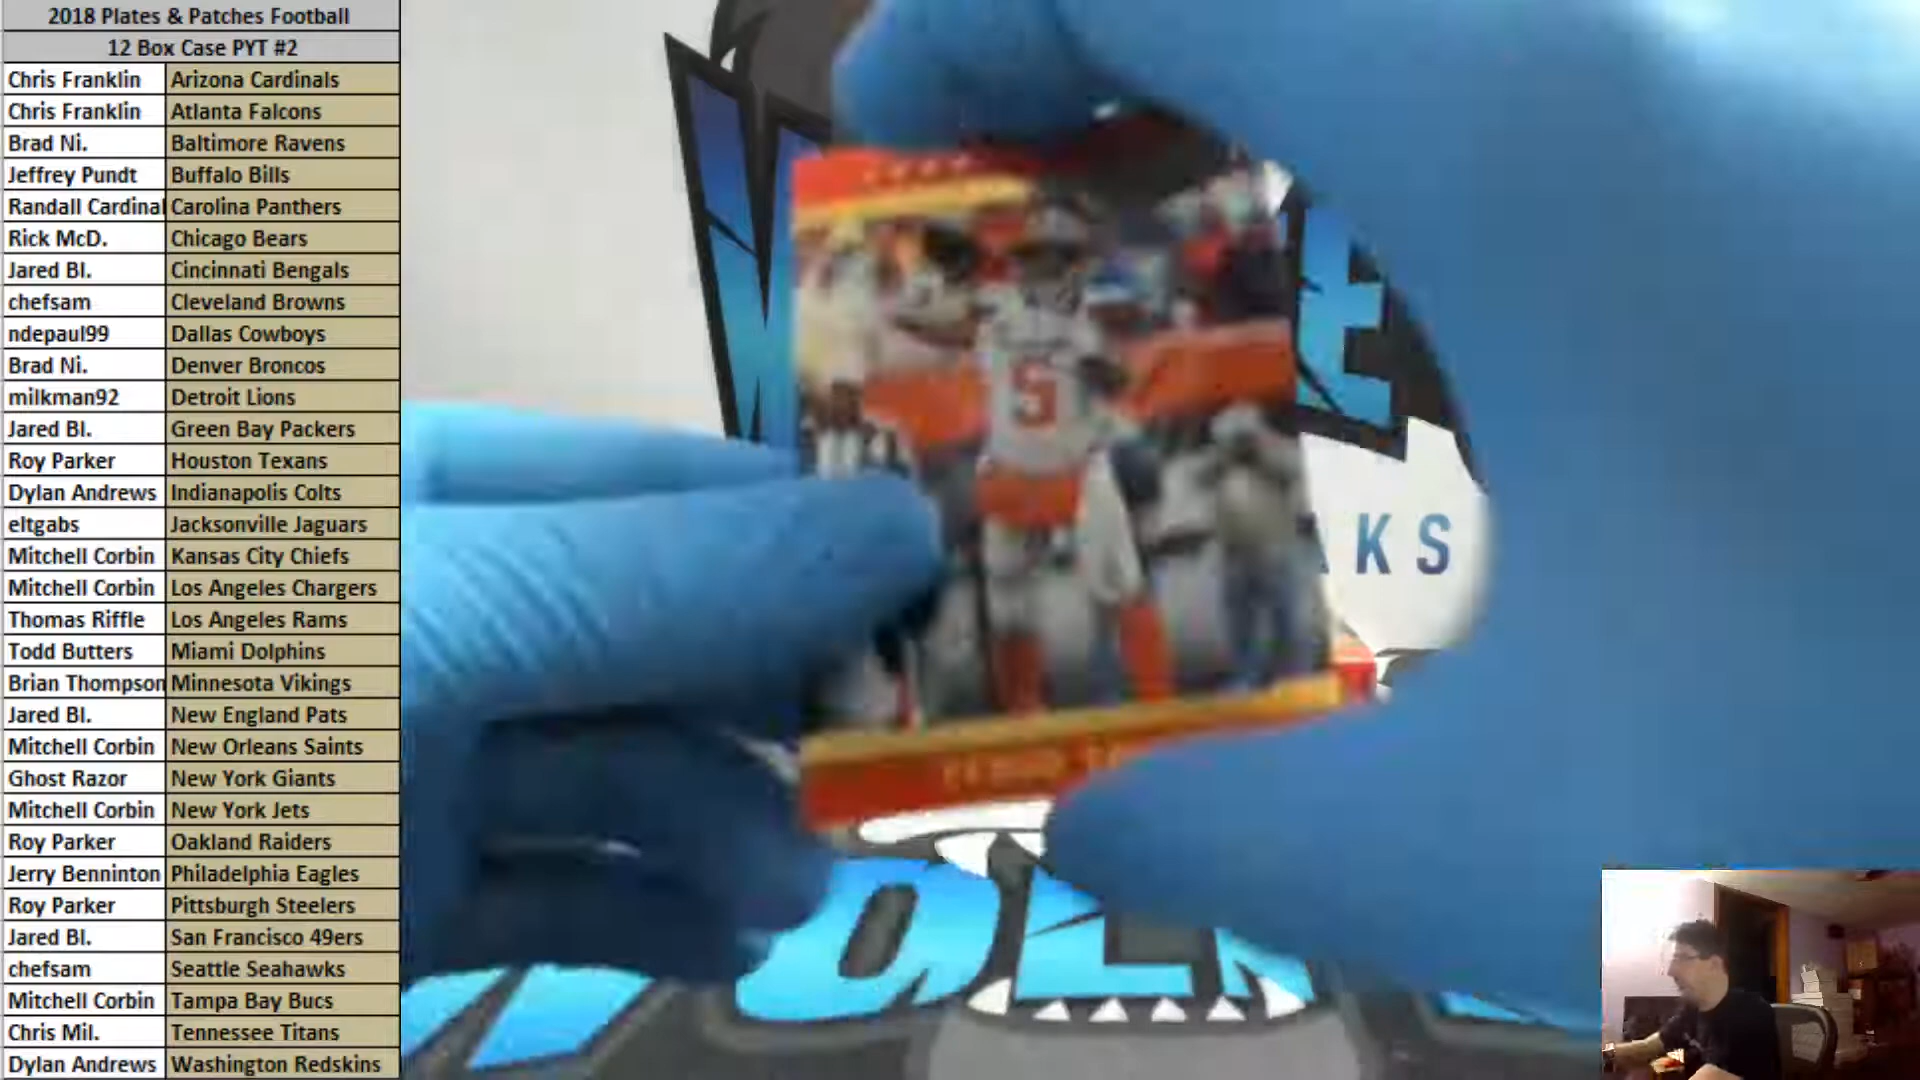 2018 Plates & Patches Football
12 Box Case PYT #2
Chris Franklin Arizona Cardinals
Chris Franklin Atlanta Falcons
Brad Ni. Baltimore Ravens
Jeffrey Pundt Buffalo Bills
Randall Cardinal Carolina Panthers
Rick McD. Chicago Bears
Jared Bl. Cincinnati Bengals
chefsam Cleveland Browns
ndepaul99 Dallas Cowboys
Brad Ni. Denver Broncos
milkman92 Detroit Lions
Jared Bl. Green Bay Packers
Roy Parker Houston Texans
Dylan Andrews Indianapolis Colts
eltgabs Jacksonville Jaguars
Mitchell Corbin Kansas City Chiefs
Mitchell Corbin Los Angeles Chargers
Thomas Riffle Los Angeles Rams
Todd Butters Miami Dolphins
Brian Thompson Minnesota Vikings
Jared Bl. New England Pats
Mitchell Corbin New Orleans Saints
Ghost Razor New York Giants
Mitchell Corbin New York Jets
Roy Parker Oakland Raiders
Jerry Benninton Philadelphia Eagles
Roy Parker Pittsburgh Steelers
Jared Bl. San Francisco 49ers
chefsam Seattle Seahawks
Mitchell Corbin Tampa Bay Bucs
Chris Mil. Tennessee Titans
Dylan Andrews Washington Redskins
5
KS